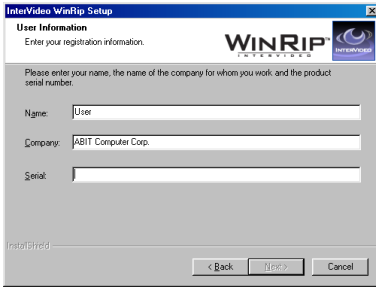 InterVideo WinRip Setup
User Information
Enter your registration information.
WINRIP™
INTERVIDEO
INTERVIDEO
Please enter your name, the name of the company for whom you work and the product
serial number.
Name: User
Company: ABIT Computer Corp.
Serial:
InstallShield
< Back Next > Cancel